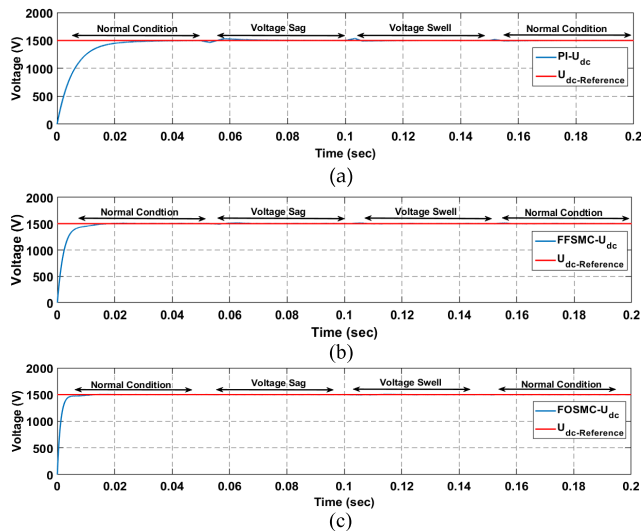 (a)
2000
1500
1000
500
0
Voltage (V)
Normal Condition
Voltage Sag
Voltage Swell
Normal Condition
PI-Udc
Udc-Reference
0 0.02 0.04 0.06 0.08 0.1 0.12 0.14 0.16 0.18 0.2
Time (sec)
(a)
2000
1500
1000
500
0
Voltage (V)
Normal Condtion
Voltage Sag
Voltage Swell
Normal Condtion
FFSMC-Udc
Udc-Reference
0 0.02 0.04 0.06 0.08 0.1 0.12 0.14 0.16 0.18 0.2
Time (sec)
(b)
2000
1500
1000
500
0
Voltage (V)
Normal Condition
Voltage Sag
Voltage Swell
Normal Condition
FOSMC-Udc
Udc-Reference
0 0.02 0.04 0.06 0.08 0.1 0.12 0.14 0.16 0.18 0.2
Time (sec)
(c)